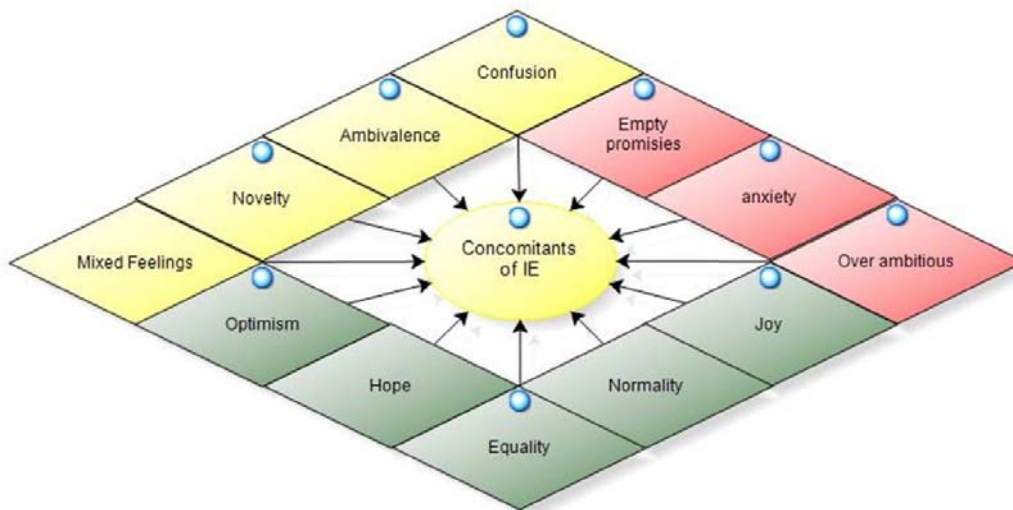 Confusion
Ambivalence
Empty
promisies
Novelty
anxiety
Mixed Feelings
Concomitants
of IE
Over ambitious
Optimism
Joy
Hope
Normality
Equality